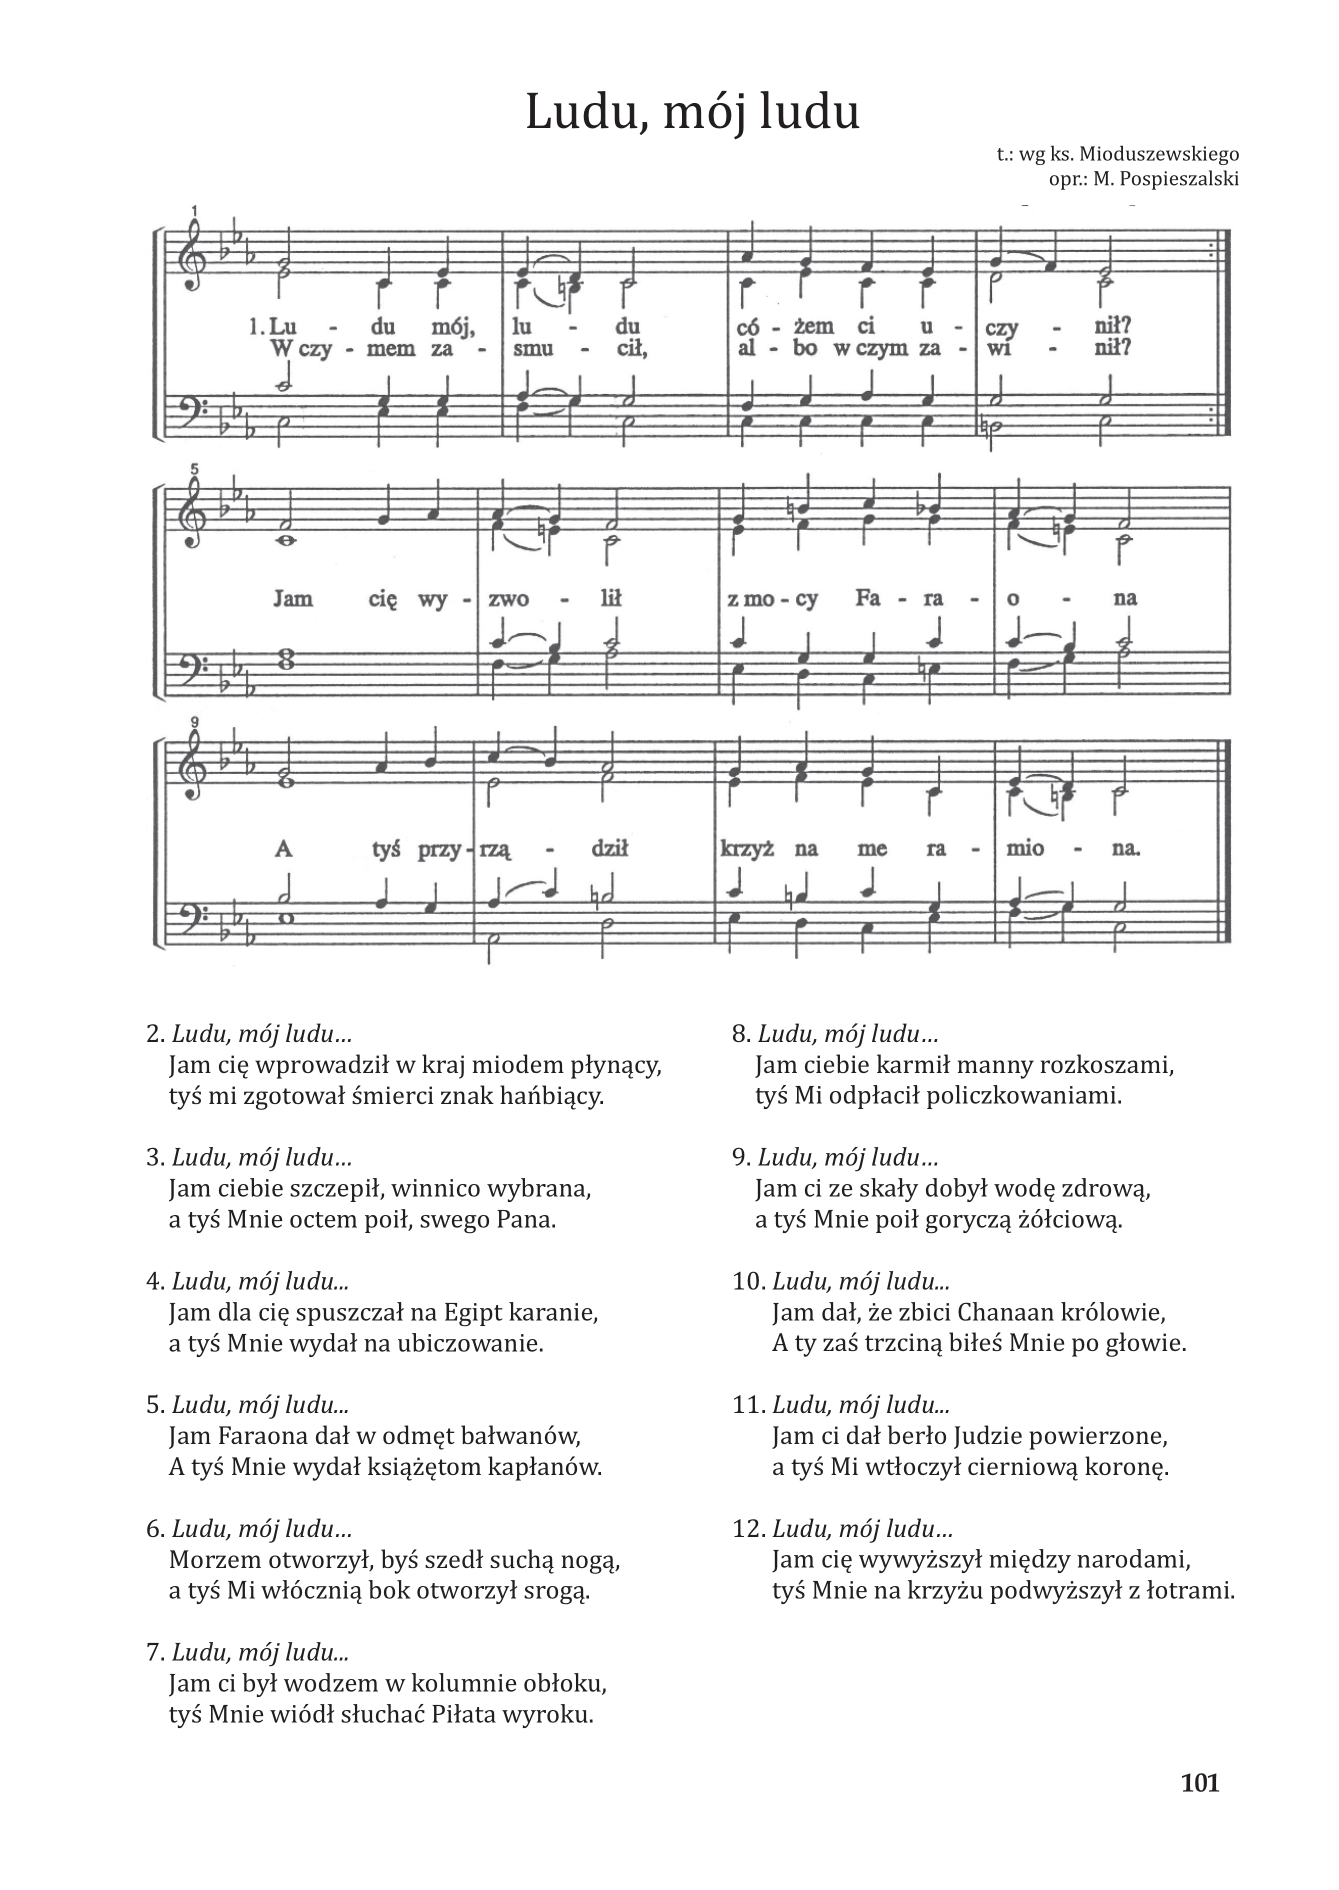 Ludu, mój ludu
t.: wg ks. Mioduszewskiego
opr.: M. Pospieszalski
1
1. Lu - du mój, lu - du có - żem ci u - czy - nił?
W czy - mem za - smu - cił, al - bo w czym za - wi - nił?
5
Jam cię wy - zwo - lił z mo - cy Fa - ra - o - na
9
A tyś przy - rzą - dził krzyż na me ra - mio - na.
2. Ludu, mój ludu...
Jam cię wprowadził w kraj miodem płynący,
tyś mi zgotował śmierci znak hańbiący.
3. Ludu, mój ludu...
Jam ciebie szczepił, winnico wybrana,
a tyś Mnie octem poił, swego Pana.
4. Ludu, mój ludu...
Jam dla cię spuszczał na Egipt karanie,
a tyś Mnie wydał na ubiczowanie.
5. Ludu, mój ludu...
Jam Faraona dał w odmęt bałwanów,
A tyś Mnie wydał książętom kapłanów.
6. Ludu, mój ludu...
Morzem otworzył, byś szedł suchą nogą,
a tyś Mi włócznią bok otworzył srogą.
7. Ludu, mój ludu...
Jam ci był wodzem w kolumnie obłoku,
tyś Mnie wiódł słuchać Piłata wyroku.
8. Ludu, mój ludu...
Jam ciebie karmił manny rozkoszami,
tyś Mi odpłacił policzkowaniami.
9. Ludu, mój ludu...
Jam ci ze skały dobył wodę zdrową,
a tyś Mnie poił goryczą żółciową.
10. Ludu, mój ludu...
Jam dał, że zbici Chanaan królowie,
A ty zaś trzciną biłeś Mnie po głowie.
11. Ludu, mój ludu...
Jam ci dał berło Judzie powierzone,
a tyś Mi wtłoczył cierniową koronę.
12. Ludu, mój ludu...
Jam cię wywyższył między narodami,
tyś Mnie na krzyżu podwyższył z łotrami.
101